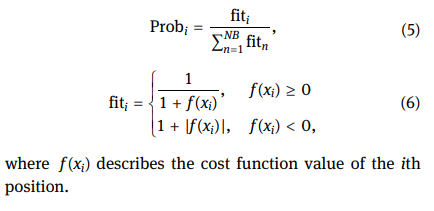 Prob_i = fit_i / ∑_{n=1}^{NB} fit_n, (5)
fit_i = { 1 / (1 + f(x_i)), f(x_i) ≥ 0
1 + |f(x_i)|, f(x_i) < 0, (6)
where f(x_i) describes the cost function value of the ith
position.